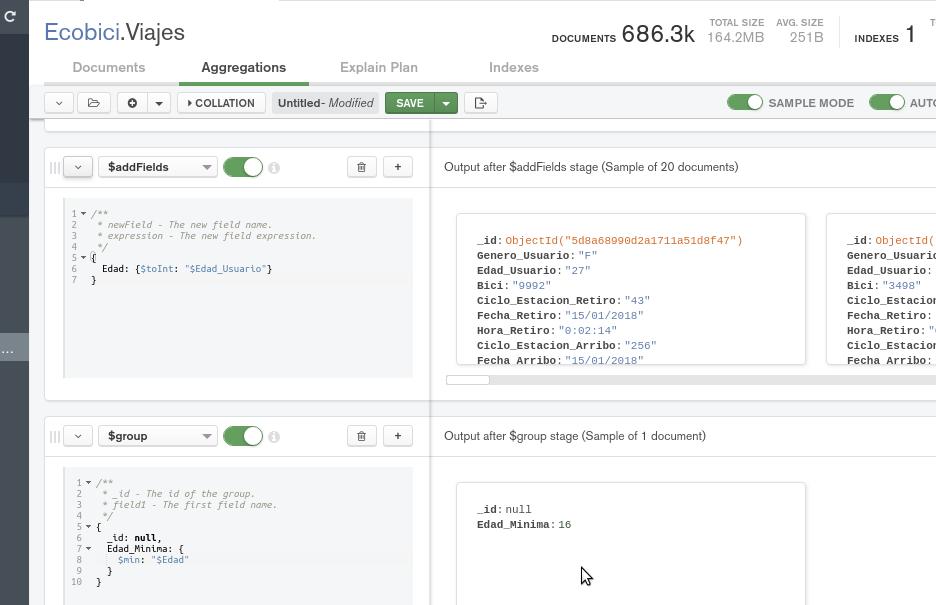 Ecobici.Viajes
DOCUMENTS 686.3k TOTAL SIZE 164.2MB AVG. SIZE 251B INDEXES 1
Documents Aggregations Explain Plan Indexes
COLLATION Untitled- Modified SAVE SAMPLE MODE AUTO
$addFields
Output after $addFields stage (Sample of 20 documents)
1 /**
2 * newField - The new field name.
3 * expression - The new field expression.
4 */
5 {
6 Edad: {$toInt: "$Edad_Usuario"}
7 }
_id: ObjectId("5d8a68990d2a1711a51d8f47")
Genero_Usuario: "F"
Edad_Usuario: "27"
Bici: "9992"
Ciclo_Estacion_Retiro: "43"
Fecha_Retiro: "15/01/2018"
Hora_Retiro: "0:02:14"
Ciclo_Estacion_Arribo: "256"
Fecha Arribo: "15/01/2018"
_id: ObjectId(
Genero_Usuario
Edad_Usuario:
Bici: "3498"
Ciclo_Estacion
Fecha_Retiro:
Hora_Retiro: "
Ciclo_Estacion
Fecha Arribo:
$group
Output after $group stage (Sample of 1 document)
1 /**
2 * _id - The id of the group.
3 * field1 - The first field name.
4 */
5 {
6 _id: null,
7 Edad_Minima: {
8 $min: "$Edad"
9 }
10 }
_id: null
Edad_Minima: 16